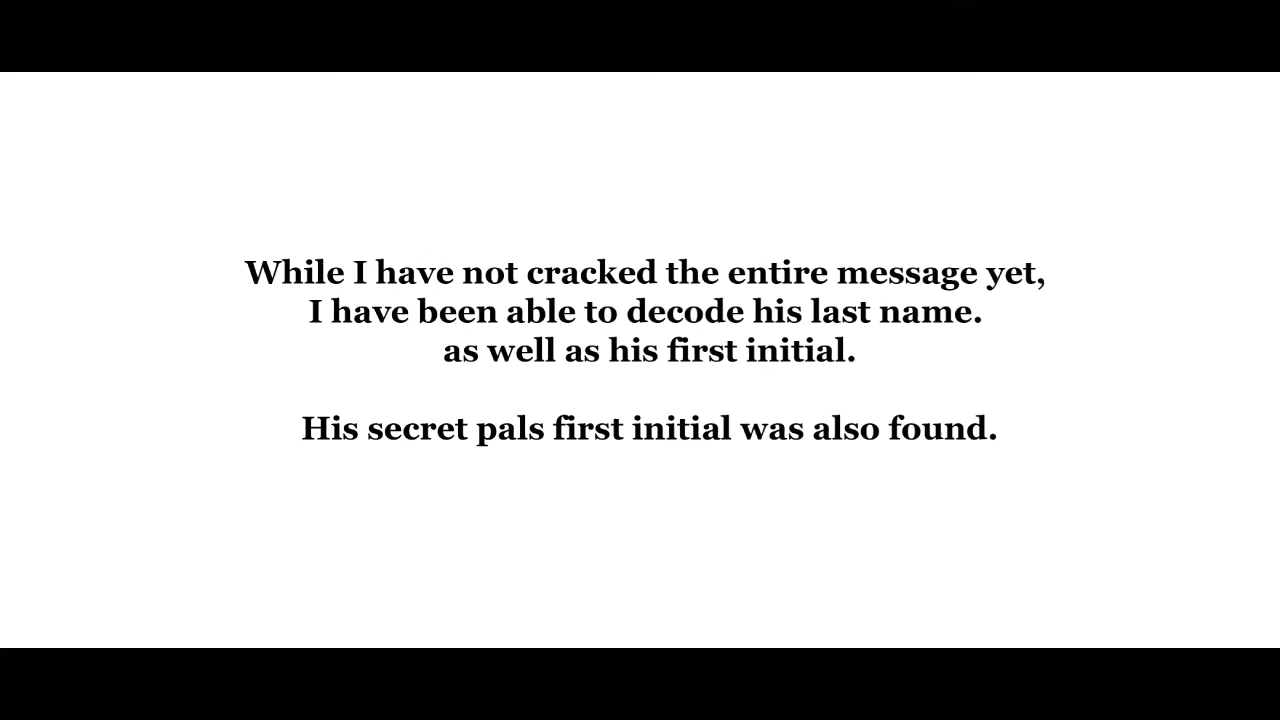 While I have not cracked the entire message yet,
I have been able to decode his last name.
as well as his first initial.
His secret pals first initial was also found.